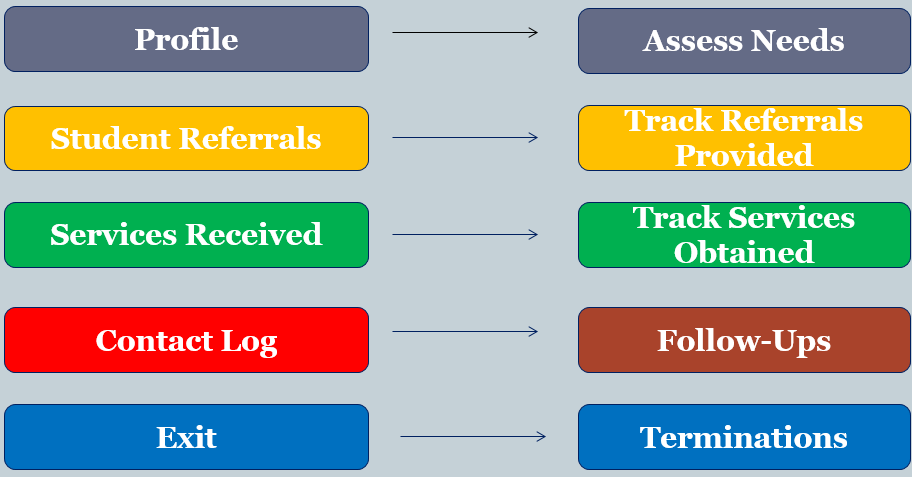 Profile
Assess Needs
Student Referrals
Track Referrals
Provided
Services Received
Track Services
Obtained
Contact Log
Follow-Ups
Exit
Terminations